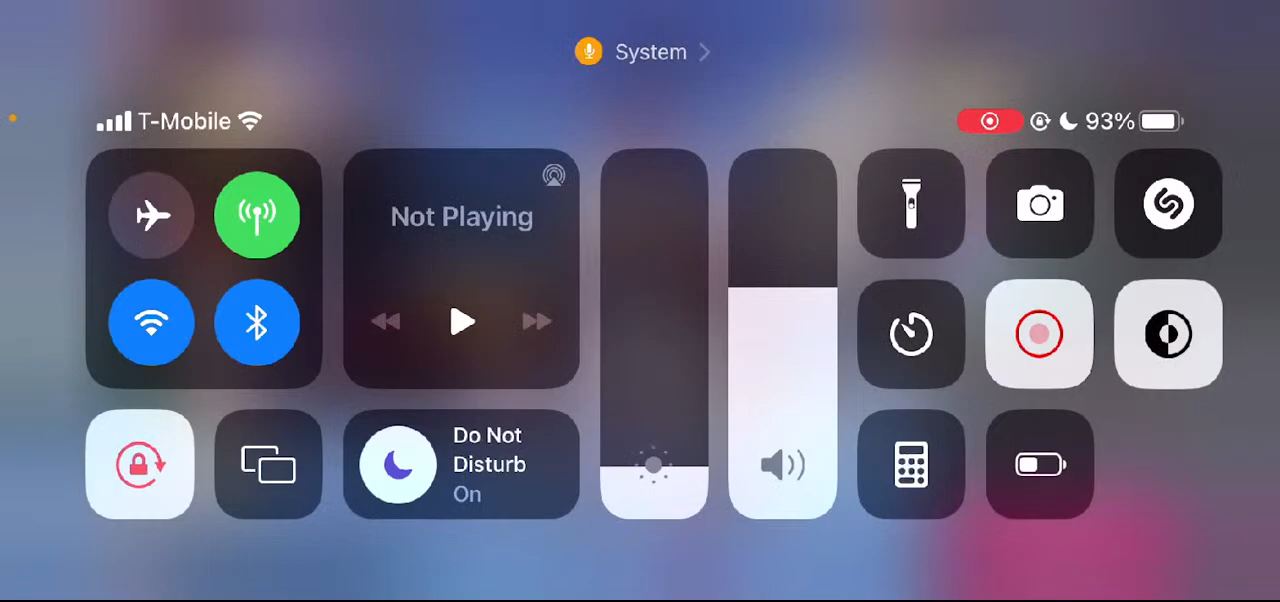 System
T-Mobile
93%
Not Playing
Do Not
Disturb
On